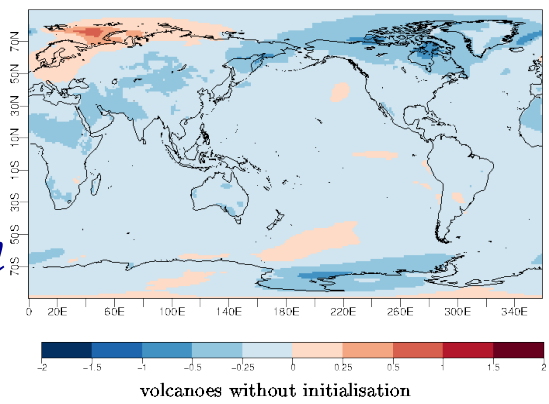 70N
50N
30N
10N
10S
30S
50S
70S
0 20E 60E 100E 140E 180E 220E 260E 300E 340E
-2 -1.5 -1 -0.5 -0.25 0 0.25 0.5 1 1.5 2
volcanoes without initialisation